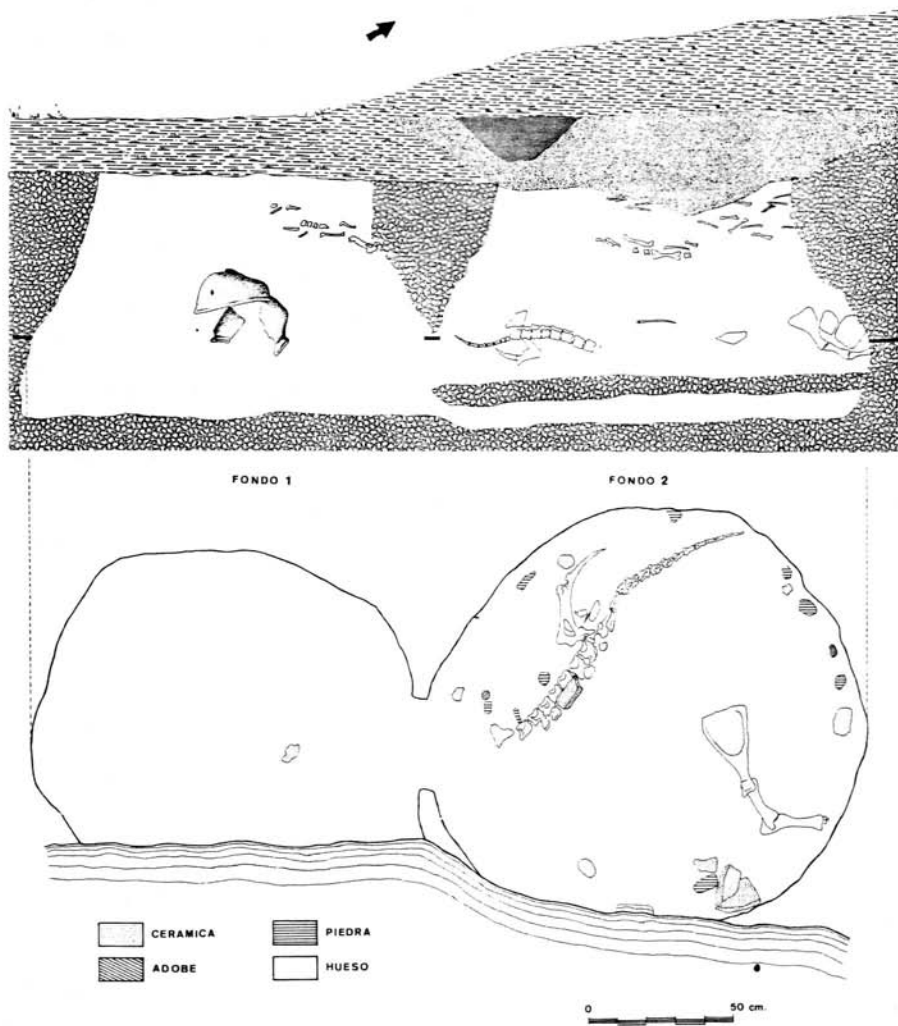 FONDO 1
FONDO 2
CERAMICA
PIEDRA
ADOBE
HUESO
0
50 cm.